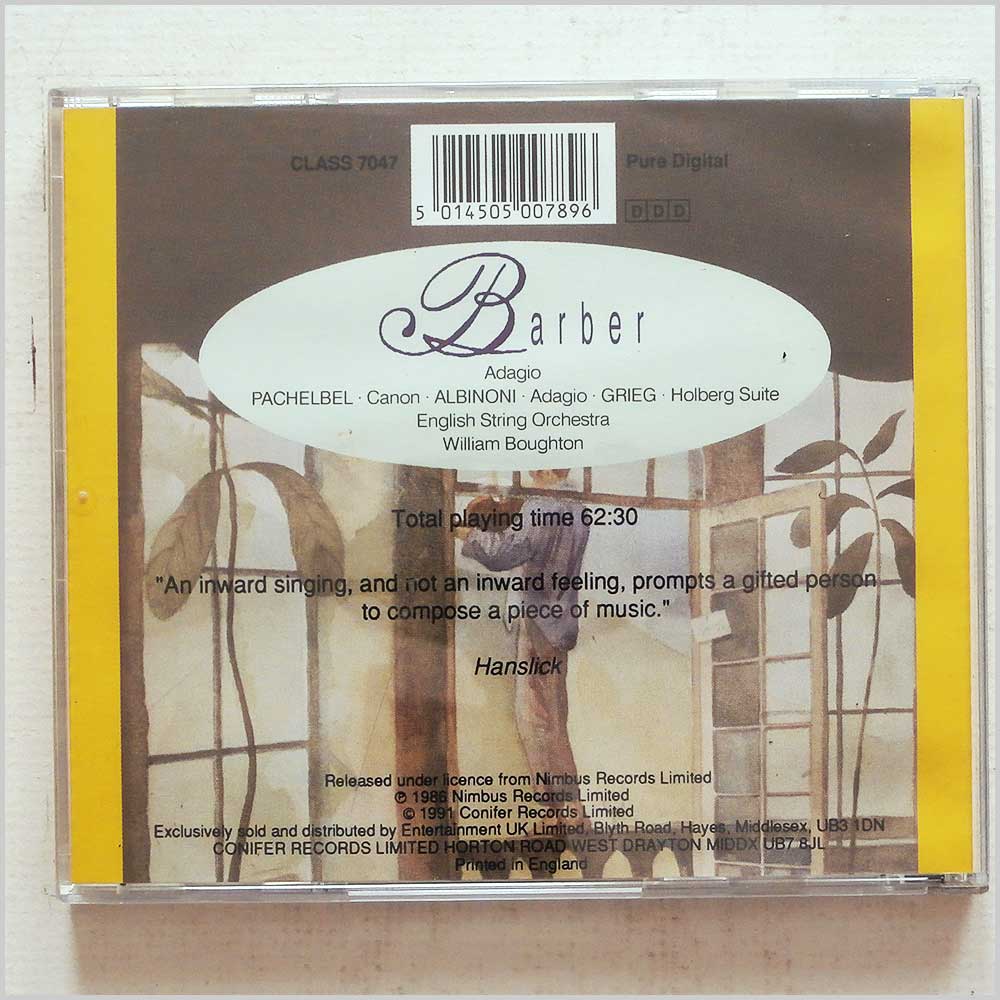 CLASS 7047
Pure Digital
5 014505 007896
D D D
Barber
Adagio
PACHELBEL · Canon · ALBINONI · Adagio · GRIEG · Holberg Suite
English String Orchestra
William Boughton
Total playing time 62:30
"An inward singing, and not an inward feeling, prompts a gifted person
to compose a piece of music."
Hanslick
Released under licence from Nimbus Records Limited
℗ 1986 Nimbus Records Limited
© 1991 Conifer Records Limited
Exclusively sold and distributed by Entertainment UK Limited, Blyth Road, Hayes, Middlesex, UB3 1DN
CONIFER RECORDS LIMITED HORTON ROAD WEST DRAYTON MIDDX UB7 8JL
Printed in England